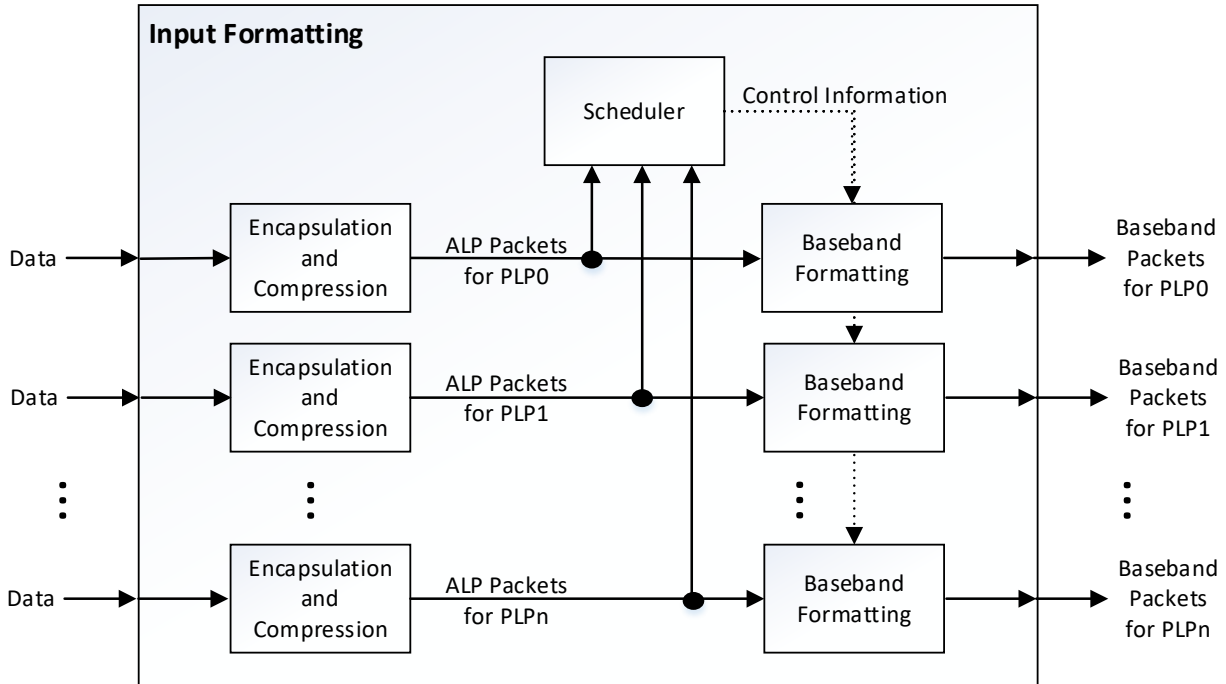 Input Formatting
Scheduler
Control Information
Data
Encapsulation
and
Compression
ALP Packets
for PLP0
Baseband
Formatting
Baseband
Packets
for PLP0
Data
Encapsulation
and
Compression
ALP Packets
for PLP1
Baseband
Formatting
Baseband
Packets
for PLP1
Data
Encapsulation
and
Compression
ALP Packets
for PLPn
Baseband
Formatting
Baseband
Packets
for PLPn